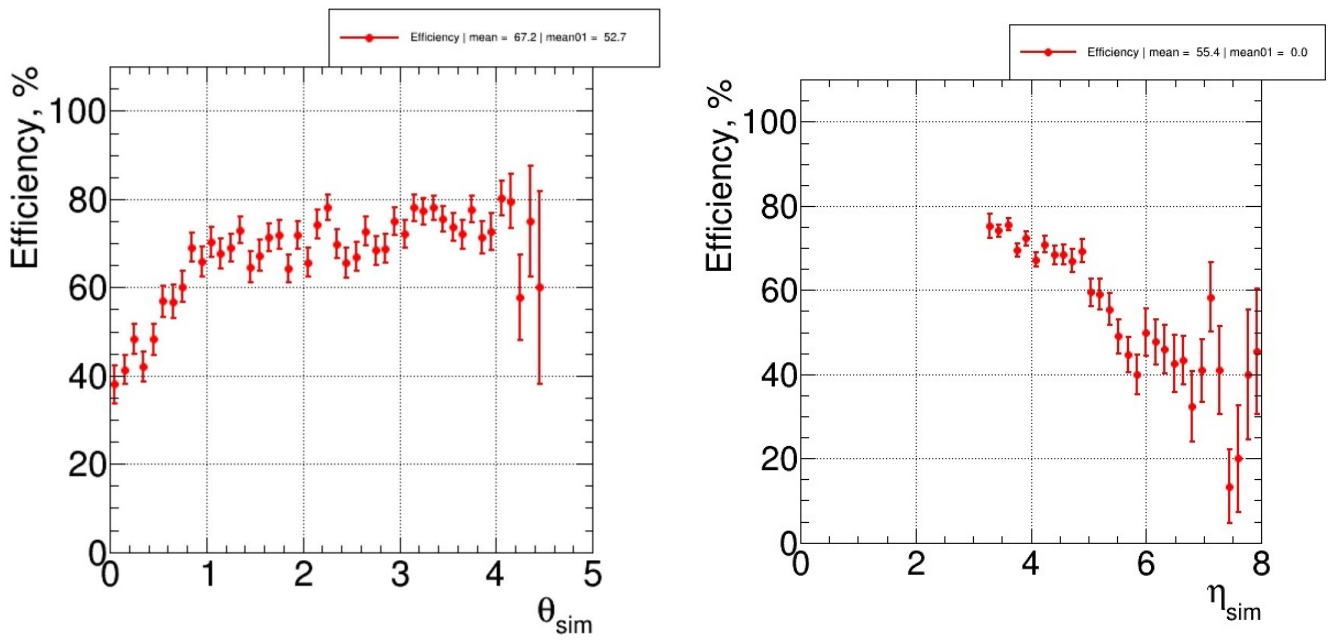 Efficiency | mean = 67.2 | mean01 = 52.7
Efficiency, %
100
80
60
40
20
0
0 1 2 3 4 5
θsim
Efficiency | mean = 55.4 | mean01 = 0.0
Efficiency, %
100
80
60
40
20
0
0 2 4 6 8
ηsim